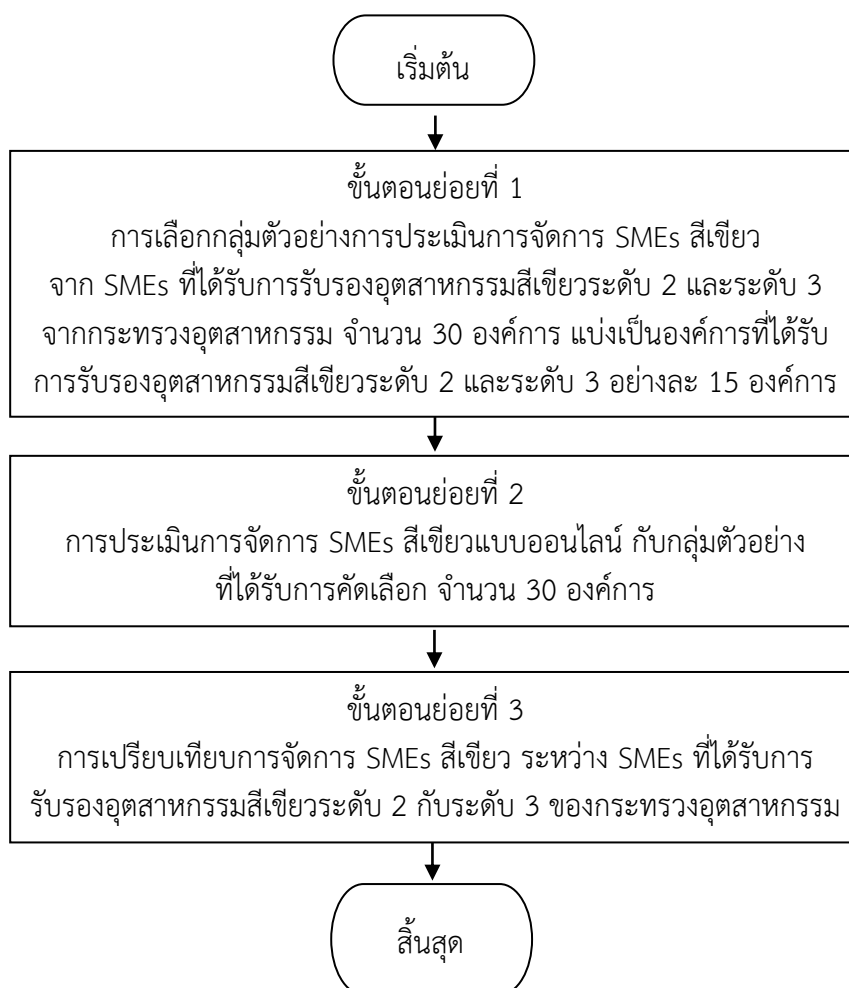 เริ่มต้น
ขั้นตอนย่อยที่ 1
การเลือกกลุ่มตัวอย่างการประเมินการจัดการ SMEs สีเขียว
จาก SMEs ที่ได้รับการรับรองอุตสาหกรรมสีเขียวระดับ 2 และระดับ 3
จากกระทรวงอุตสาหกรรม จำนวน 30 องค์การ แบ่งเป็นองค์การที่ได้รับ
การรับรองอุตสาหกรรมสีเขียวระดับ 2 และระดับ 3 อย่างละ 15 องค์การ
ขั้นตอนย่อยที่ 2
การประเมินการจัดการ SMEs สีเขียวแบบออนไลน์ กับกลุ่มตัวอย่าง
ที่ได้รับการคัดเลือก จำนวน 30 องค์การ
ขั้นตอนย่อยที่ 3
การเปรียบเทียบการจัดการ SMEs สีเขียว ระหว่าง SMEs ที่ได้รับการ
รับรองอุตสาหกรรมสีเขียวระดับ 2 กับระดับ 3 ของกระทรวงอุตสาหกรรม
สิ้นสุด